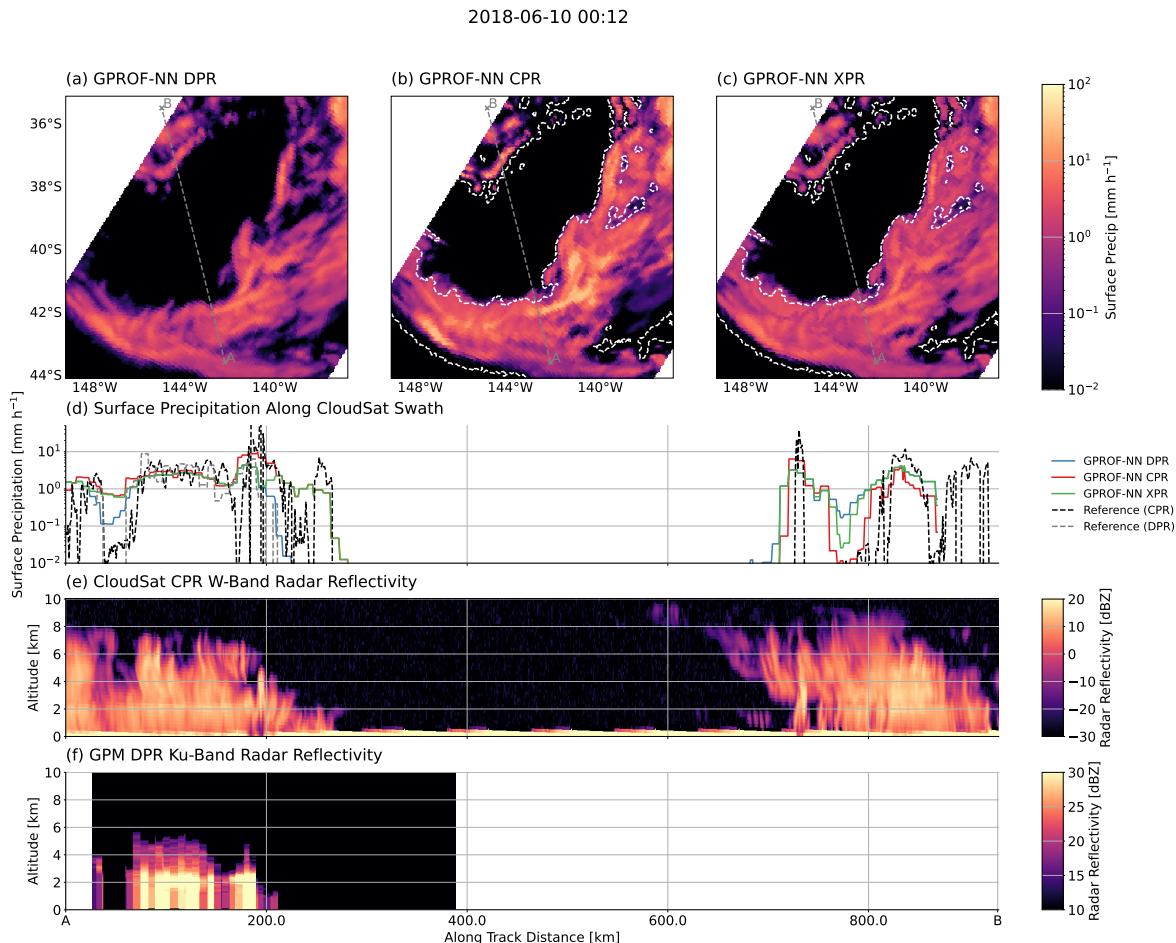 2018-06-10 00:12
(a) GPROF-NN DPR
(b) GPROF-NN CPR
(c) GPROF-NN XPR
B
B
B
A
A
A
36°S
38°S
40°S
42°S
44°S
148°W
144°W
140°W
148°W
144°W
140°W
148°W
144°W
140°W
10²
10¹
10⁰
10⁻¹
10⁻²
Surface Precip [mm h⁻¹]
(d) Surface Precipitation Along CloudSat Swath
Surface Precipitation [mm h⁻¹]
10¹
10⁰
10⁻¹
10⁻²
GPROF-NN DPR
GPROF-NN CPR
GPROF-NN XPR
Reference (CPR)
Reference (DPR)
(e) CloudSat CPR W-Band Radar Reflectivity
Altitude [km]
10
8
6
4
2
0
20
10
0
−10
−20
−30
Radar Reflectivity [dBZ]
(f) GPM DPR Ku-Band Radar Reflectivity
Altitude [km]
10
8
6
4
2
0
30
25
20
15
10
Radar Reflectivity [dBZ]
A
200.0
400.0
600.0
800.0
B
Along Track Distance [km]